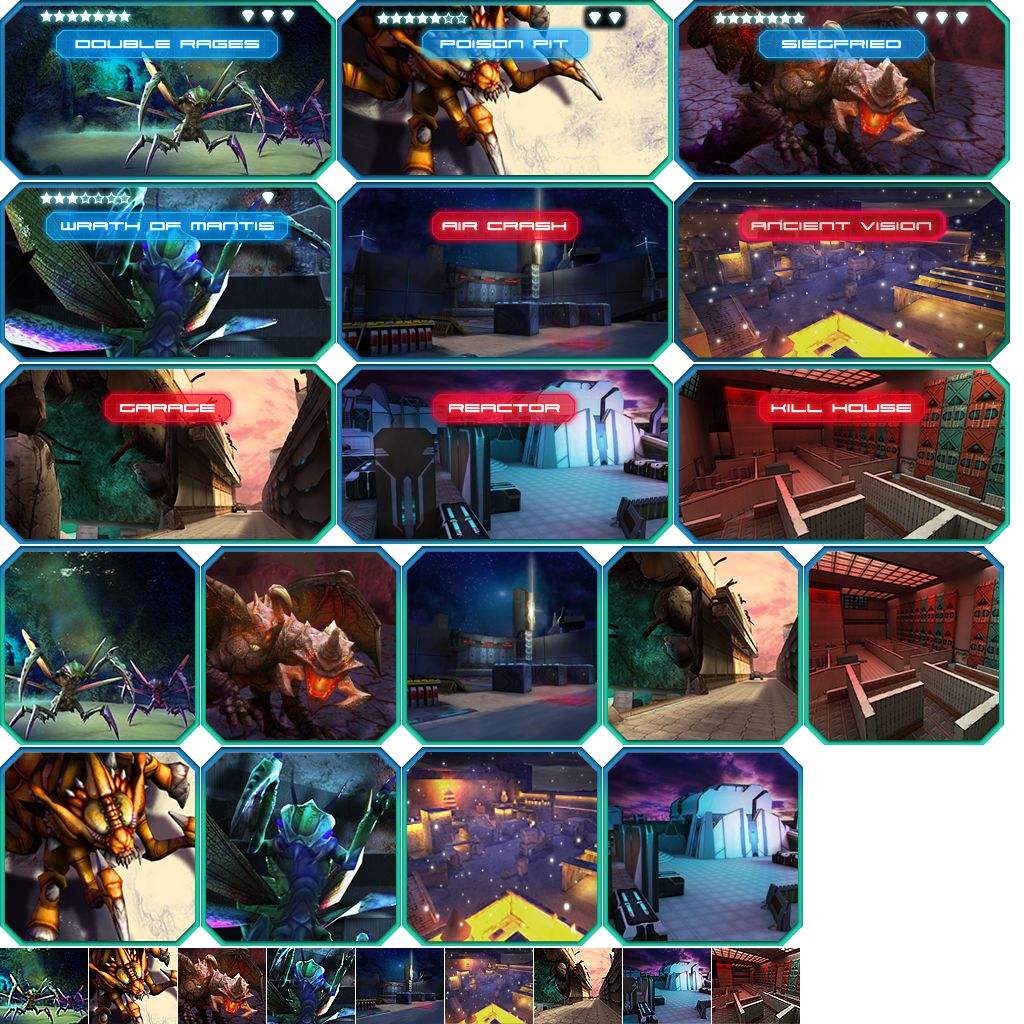 DOUBLE RAGES
POISON PIT
SIEGFRIED
WRATH OF MANTIS
AIR CRASH
ANCIENT VISION
GARAGE
REACTOR
KILL HOUSE